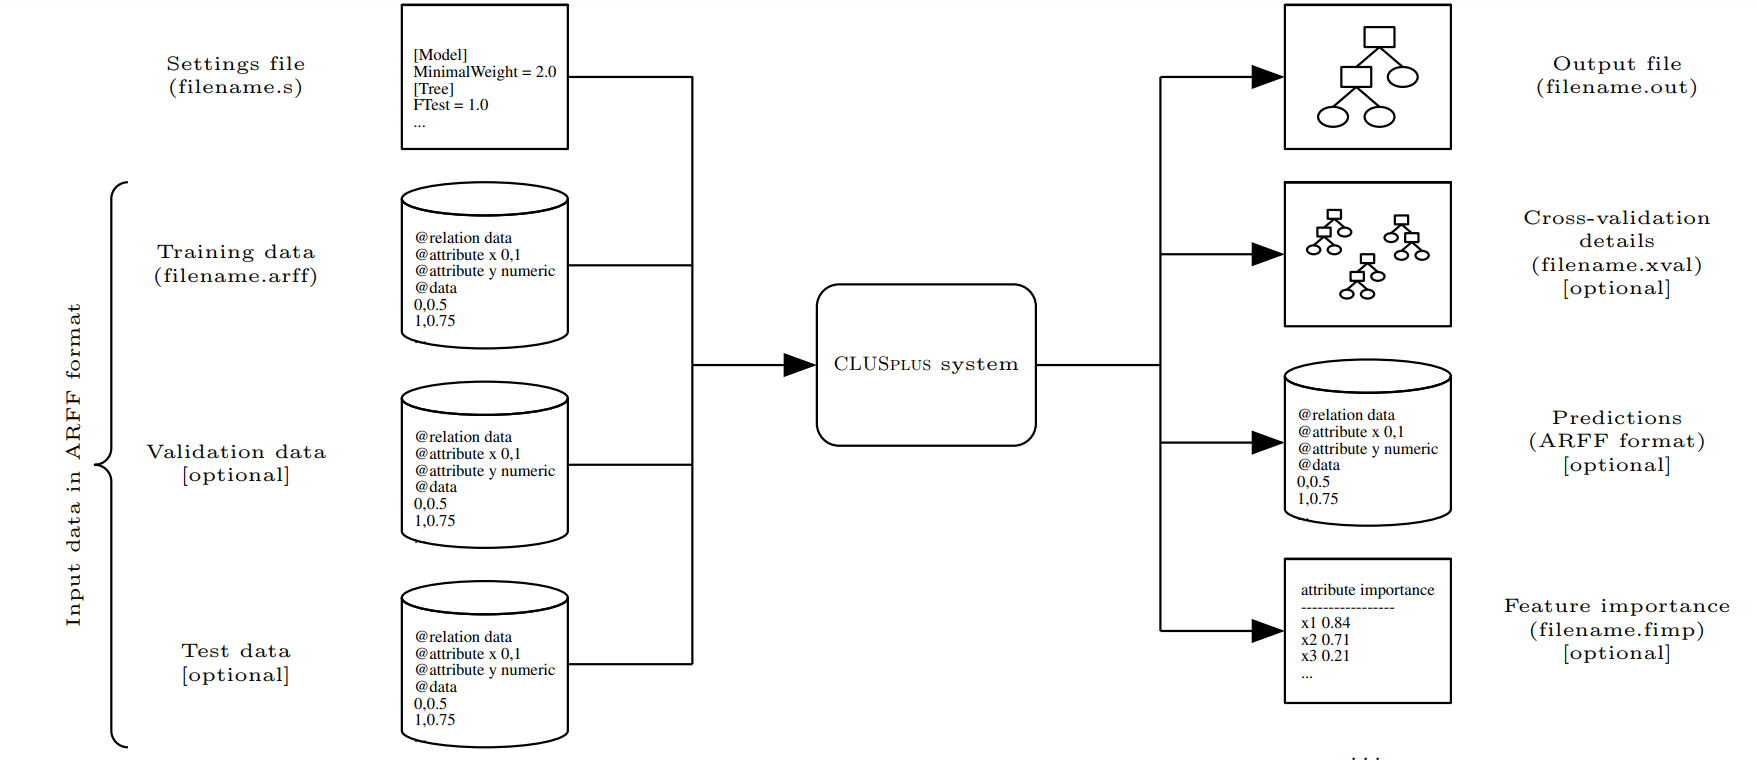 Settings file
(filename.s)
[Model]
MinimalWeight = 2.0
[Tree]
FTest = 1.0
...
Input data in ARFF format
Training data
(filename.arff)
@relation data
@attribute x 0,1
@attribute y numeric
@data
0,0.5
1,0.75
...
Validation data
[optional]
@relation data
@attribute x 0,1
@attribute y numeric
@data
0,0.5
1,0.75
...
Test data
[optional]
@relation data
@attribute x 0,1
@attribute y numeric
@data
0,0.5
1,0.75
...
CLUSPLUS system
Output file
(filename.out)
Cross-validation
details
(filename.xval)
[optional]
@relation data
@attribute x 0,1
@attribute y numeric
@data
0,0.5
1,0.75
...
Predictions
(ARFF format)
[optional]
attribute importance
-----------------
x1 0.84
x2 0.71
x3 0.21
...
Feature importance
(filename.fimp)
[optional]
...